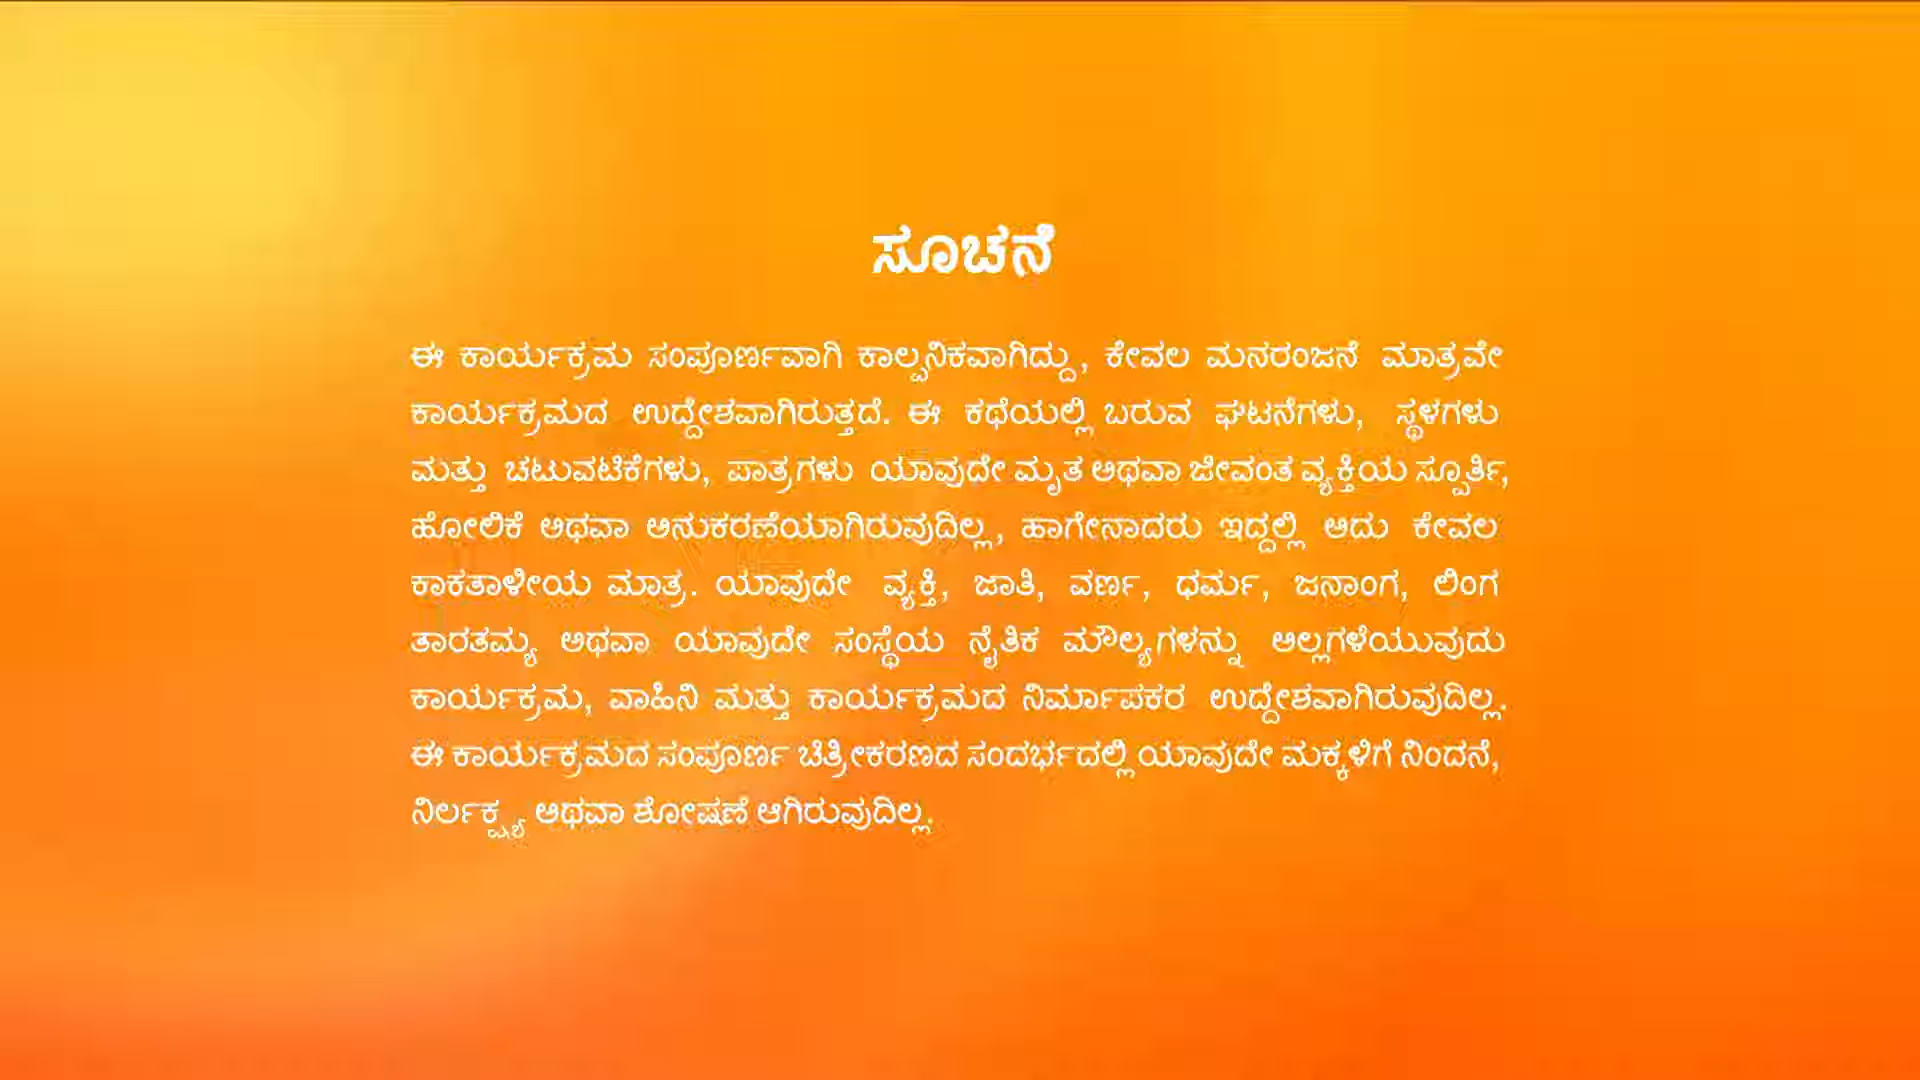 ಸೂಚನೆ
ಈ ಕಾರ್ಯಕ್ರಮ ಸಂಪೂರ್ಣವಾಗಿ ಕಾಲ್ಪನಿಕವಾಗಿದ್ದು, ಕೇವಲ ಮನರಂಜನೆ ಮಾತ್ರವೇ
ಕಾರ್ಯಕ್ರಮದ ಉದ್ದೇಶವಾಗಿರುತ್ತದೆ. ಈ ಕಥೆಯಲ್ಲಿ ಬರುವ ಘಟನೆಗಳು, ಸ್ಥಳಗಳು
ಮತ್ತು ಚಟುವಟಿಕೆಗಳು, ಪಾತ್ರಗಳು ಯಾವುದೇ ಮೃತ ಅಥವಾ ಜೀವಂತ ವ್ಯಕ್ತಿಯ ಸ್ಪೂರ್ತಿ,
ಹೋಲಿಕೆ ಅಥವಾ ಅನುಕರಣೆಯಾಗಿರುವುದಿಲ್ಲ, ಹಾಗೇನಾದರು ಇದ್ದಲ್ಲಿ ಆದು ಕೇವಲ
ಕಾಕತಾಳೀಯ ಮಾತ್ರ. ಯಾವುದೇ ವ್ಯಕ್ತಿ, ಜಾತಿ, ವರ್ಣ, ಧರ್ಮ, ಜನಾಂಗ, ಲಿಂಗ
ತಾರತಮ್ಯ ಅಥವಾ ಯಾವುದೇ ಸಂಸ್ಥೆಯ ನೈತಿಕ ಮೌಲ್ಯಗಳನ್ನು ಅಲ್ಲಗಳೆಯುವುದು
ಕಾರ್ಯಕ್ರಮ, ವಾಹಿನಿ ಮತ್ತು ಕಾರ್ಯಕ್ರಮದ ನಿರ್ಮಾಪಕರ ಉದ್ದೇಶವಾಗಿರುವುದಿಲ್ಲ.
ಈ ಕಾರ್ಯಕ್ರಮದ ಸಂಪೂರ್ಣ ಚಿತ್ರೀಕರಣದ ಸಂದರ್ಭದಲ್ಲಿ ಯಾವುದೇ ಮಕ್ಕಳಿಗೆ ನಿಂದನೆ,
ನಿರ್ಲಕ್ಷ್ಯ ಅಥವಾ ಶೋಷಣೆ ಆಗಿರುವುದಿಲ್ಲ.